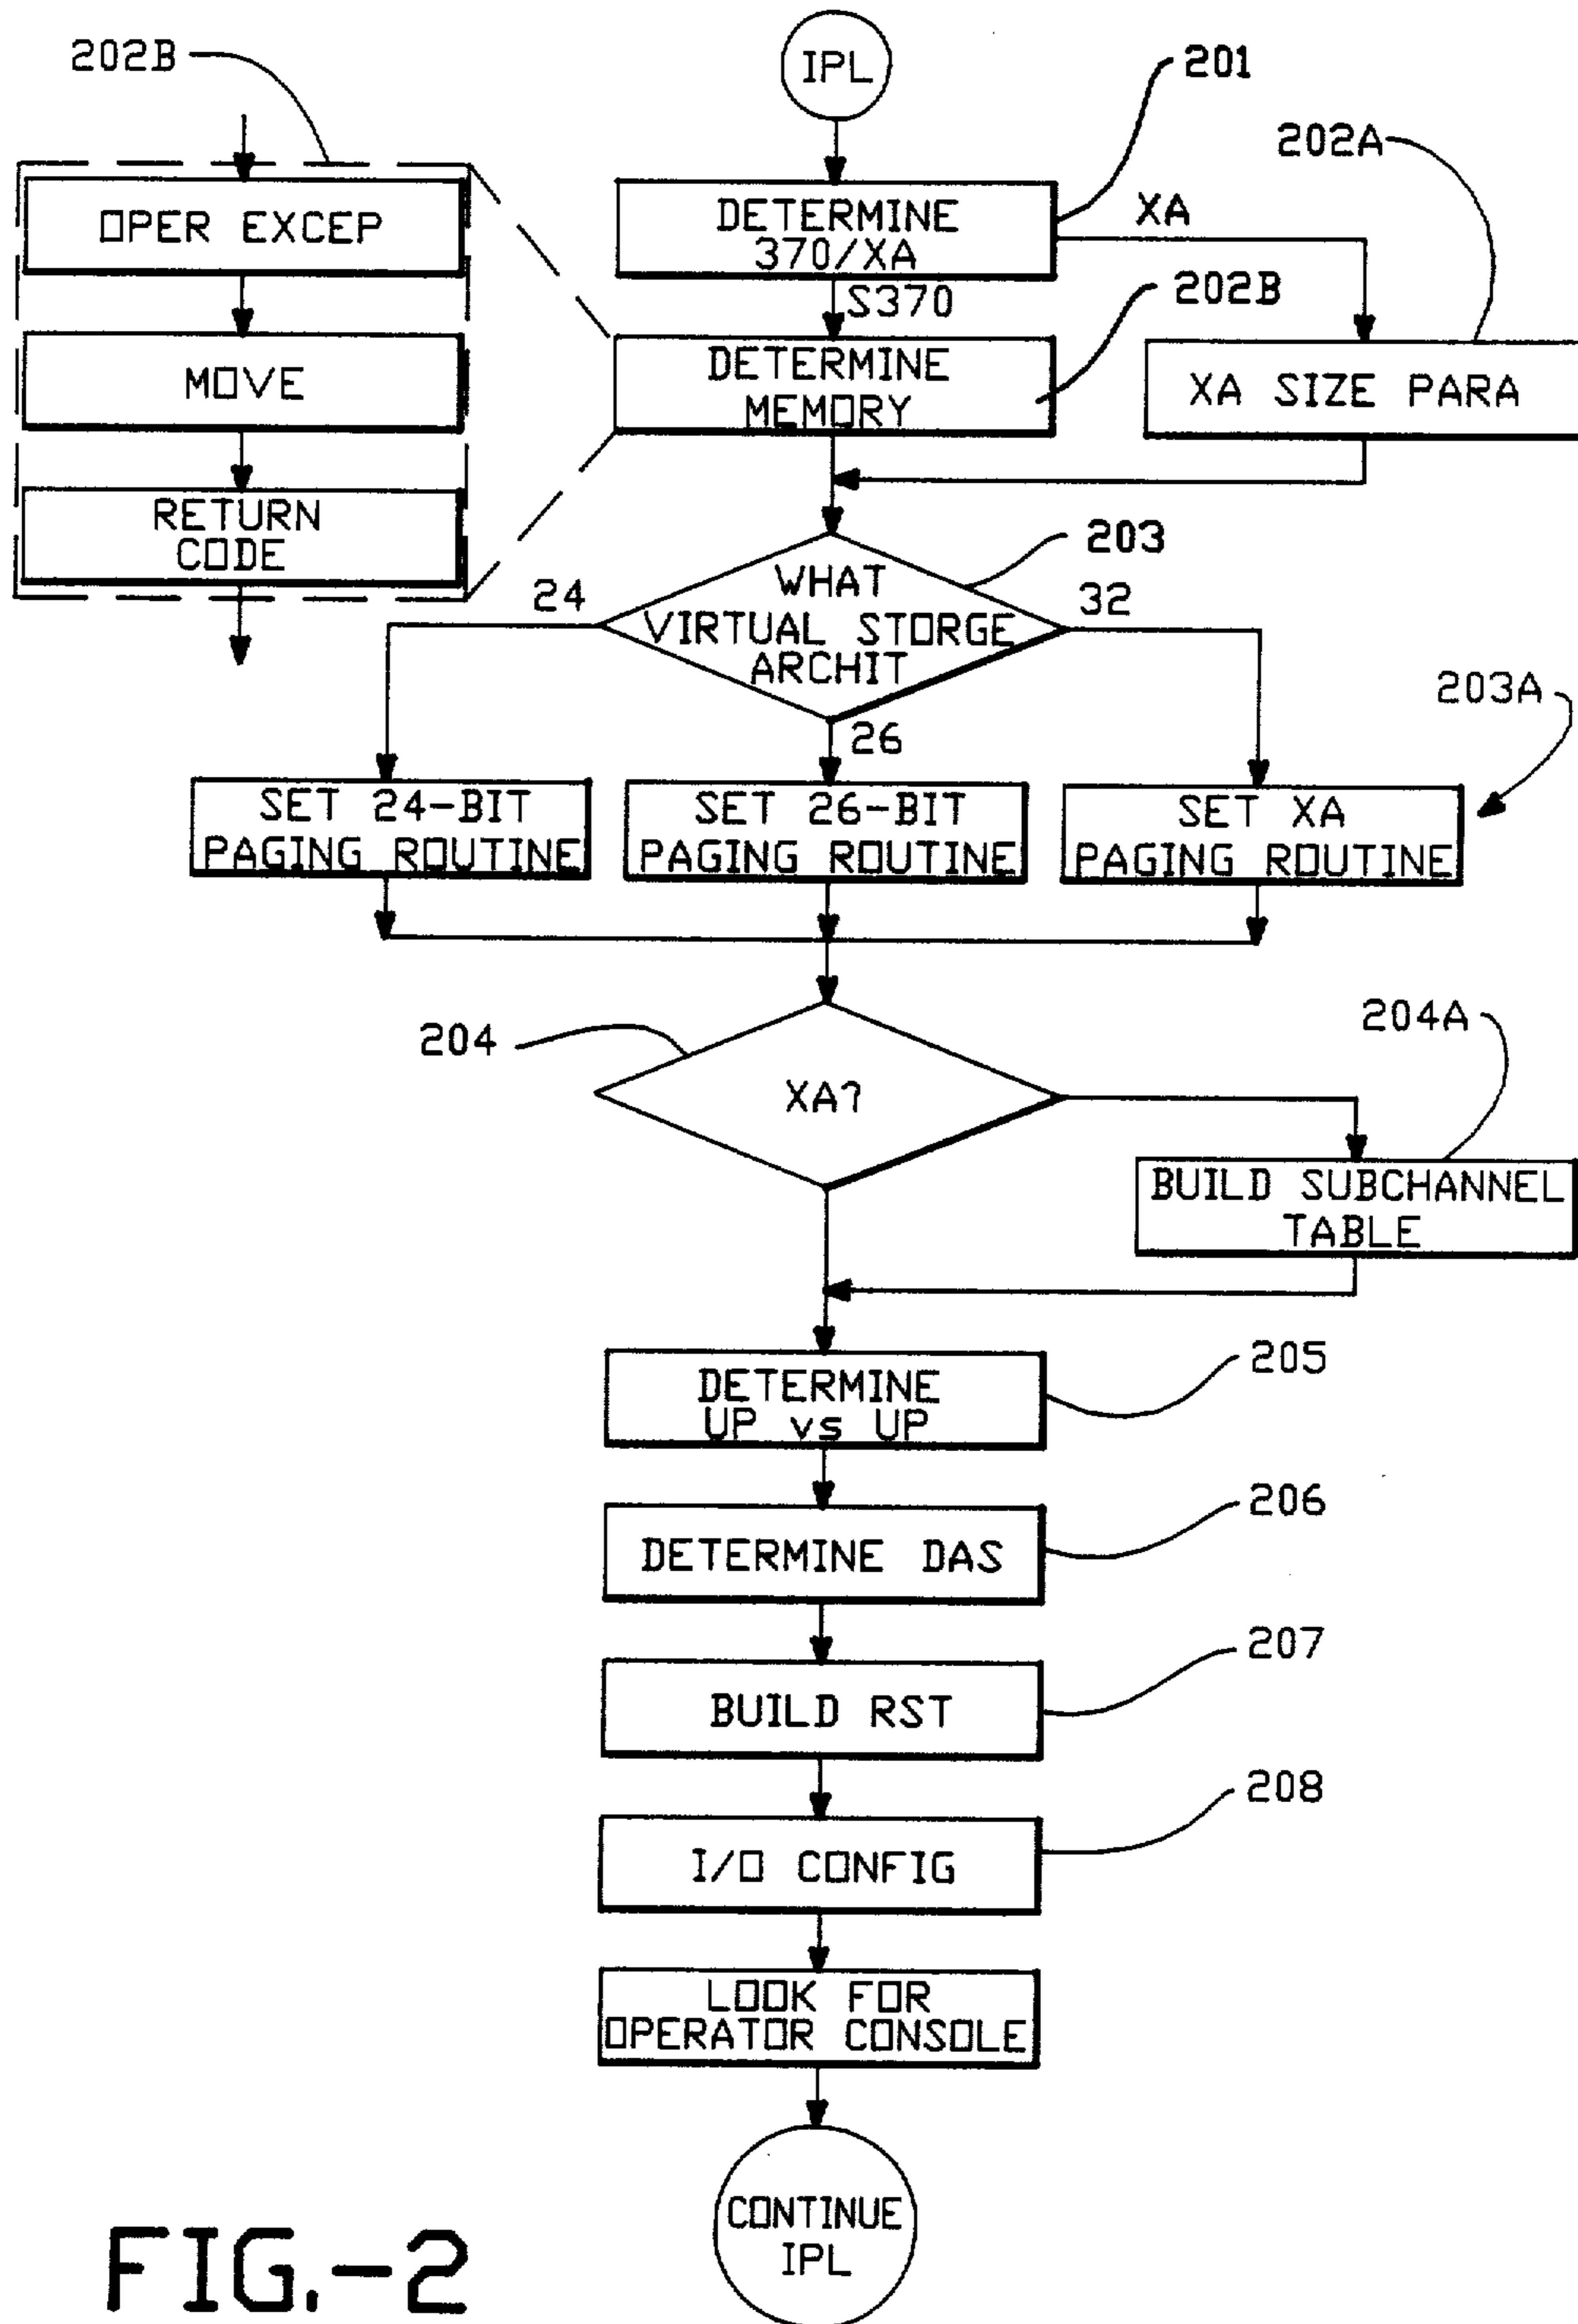 202B
IPL
201
202A
OPER EXCEP
DETERMINE
370/XA
XA
S370
202B
MOVE
DETERMINE
MEMORY
XA SIZE PARA
RETURN
CODE
203
24
WHAT
VIRTUAL STORGE
ARCHIT
32
26
203A
SET 24-BIT
PAGING ROUTINE
SET 26-BIT
PAGING ROUTINE
SET XA
PAGING ROUTINE
204
XA?
204A
BUILD SUBCHANNEL
TABLE
DETERMINE
UP vs UP
205
DETERMINE DAS
206
BUILD RST
207
I/O CONFIG
208
LOOK FOR
OPERATOR CONSOLE
CONTINUE
IPL
FIG.-2